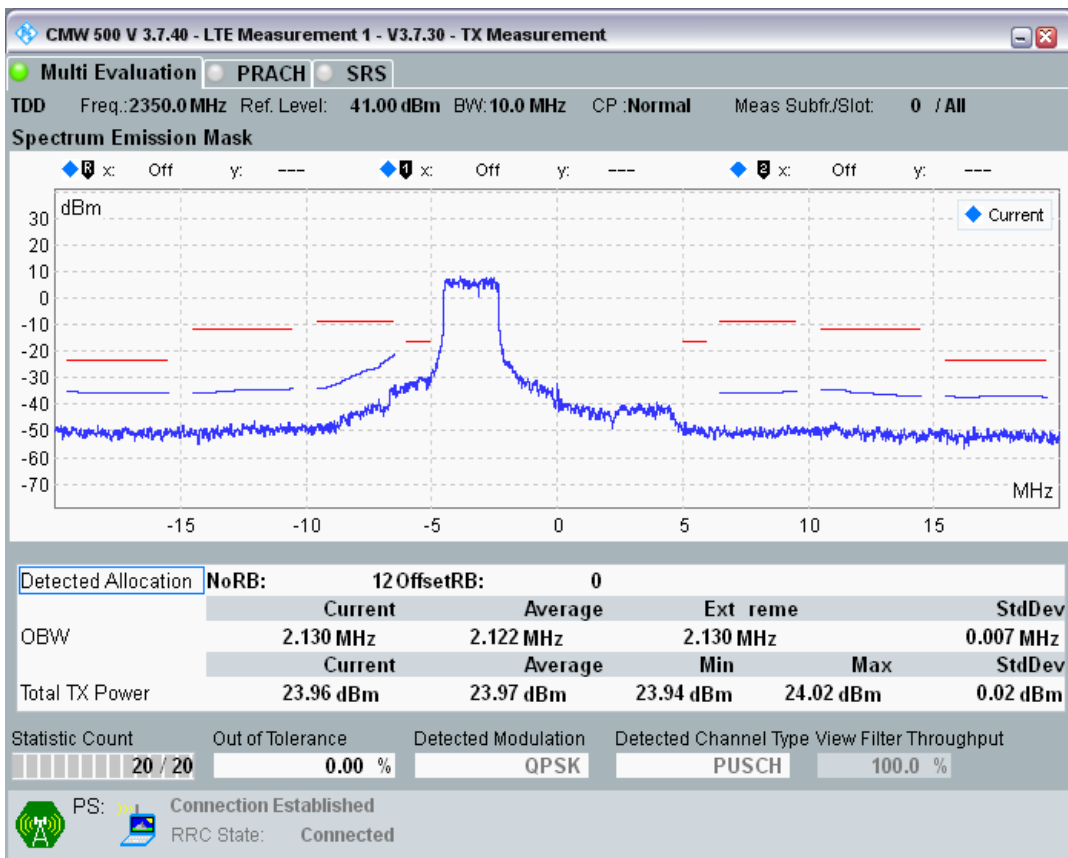 CMW 500 V 3.7.40 - LTE Measurement 1 - V3.7.30 - TX Measurement
Multi Evaluation PRACH SRS
TDD Freq.:2350.0 MHz Ref. Level: 41.00 dBm BW:10.0 MHz CP :Normal Meas Subfr./Slot: 0 / All
Spectrum Emission Mask
R x: Off y: --- 1 x: Off y: --- 2 x: Off y: ---
dBm
Current
30
20
10
0
-10
-20
-30
-40
-50
-60
-70
MHz
-15 -10 -5 0 5 10 15
Detected Allocation NoRB: 12 OffsetRB: 0
Current Average Ext reme StdDev
OBW 2.130 MHz 2.122 MHz 2.130 MHz 0.007 MHz
Current Average Min Max StdDev
Total TX Power 23.96 dBm 23.97 dBm 23.94 dBm 24.02 dBm 0.02 dBm
Statistic Count Out of Tolerance Detected Modulation Detected Channel Type View Filter Throughput
20 / 20 0.00 % QPSK PUSCH 100.0 %
PS: Connection Established
RRC State: Connected